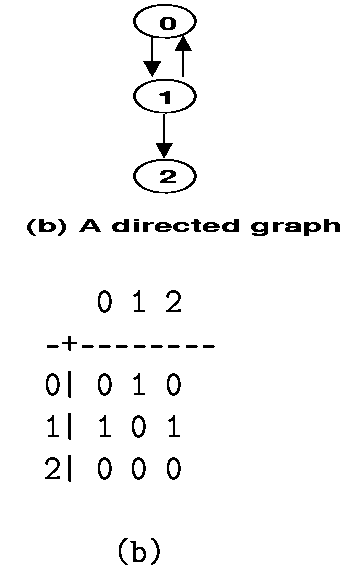 0
1
2
(b) A directed graph
0 1 2
-+--------
0| 0 1 0
1| 1 0 1
2| 0 0 0
(b)